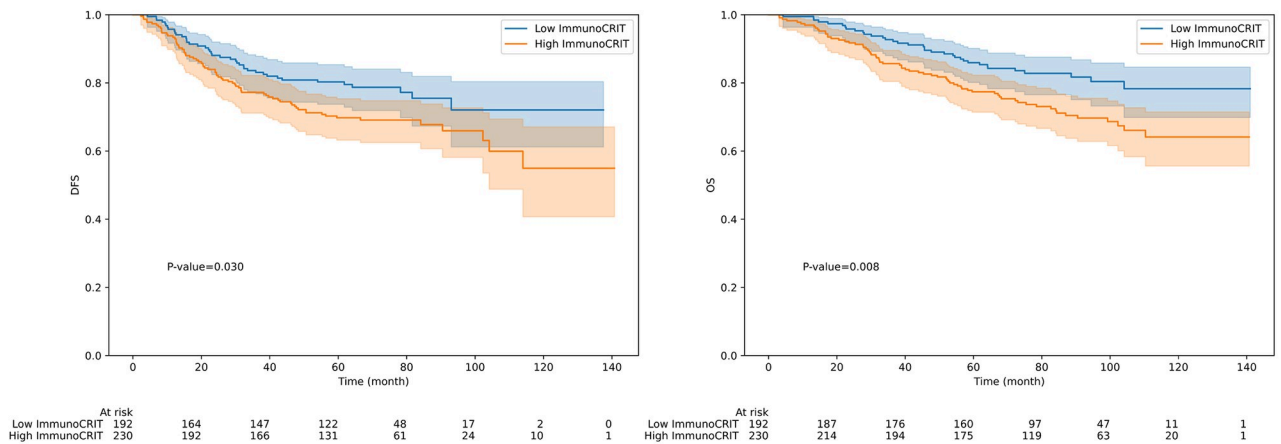 1.0
0.8
0.6
0.4
0.2
0.0
DFS
Low ImmunoCRIT
High ImmunoCRIT
P-value=0.030
0 20 40 60 80 100 120 140
Time (month)
At risk
Low ImmunoCRIT 192 164 147 122 48 17 2 0
High ImmunoCRIT 230 192 166 131 61 24 10 1
1.0
0.8
0.6
0.4
0.2
0.0
OS
Low ImmunoCRIT
High ImmunoCRIT
P-value=0.008
0 20 40 60 80 100 120 140
Time (month)
At risk
Low ImmunoCRIT 192 187 176 160 97 47 11 1
High ImmunoCRIT 230 214 194 175 119 63 20 1